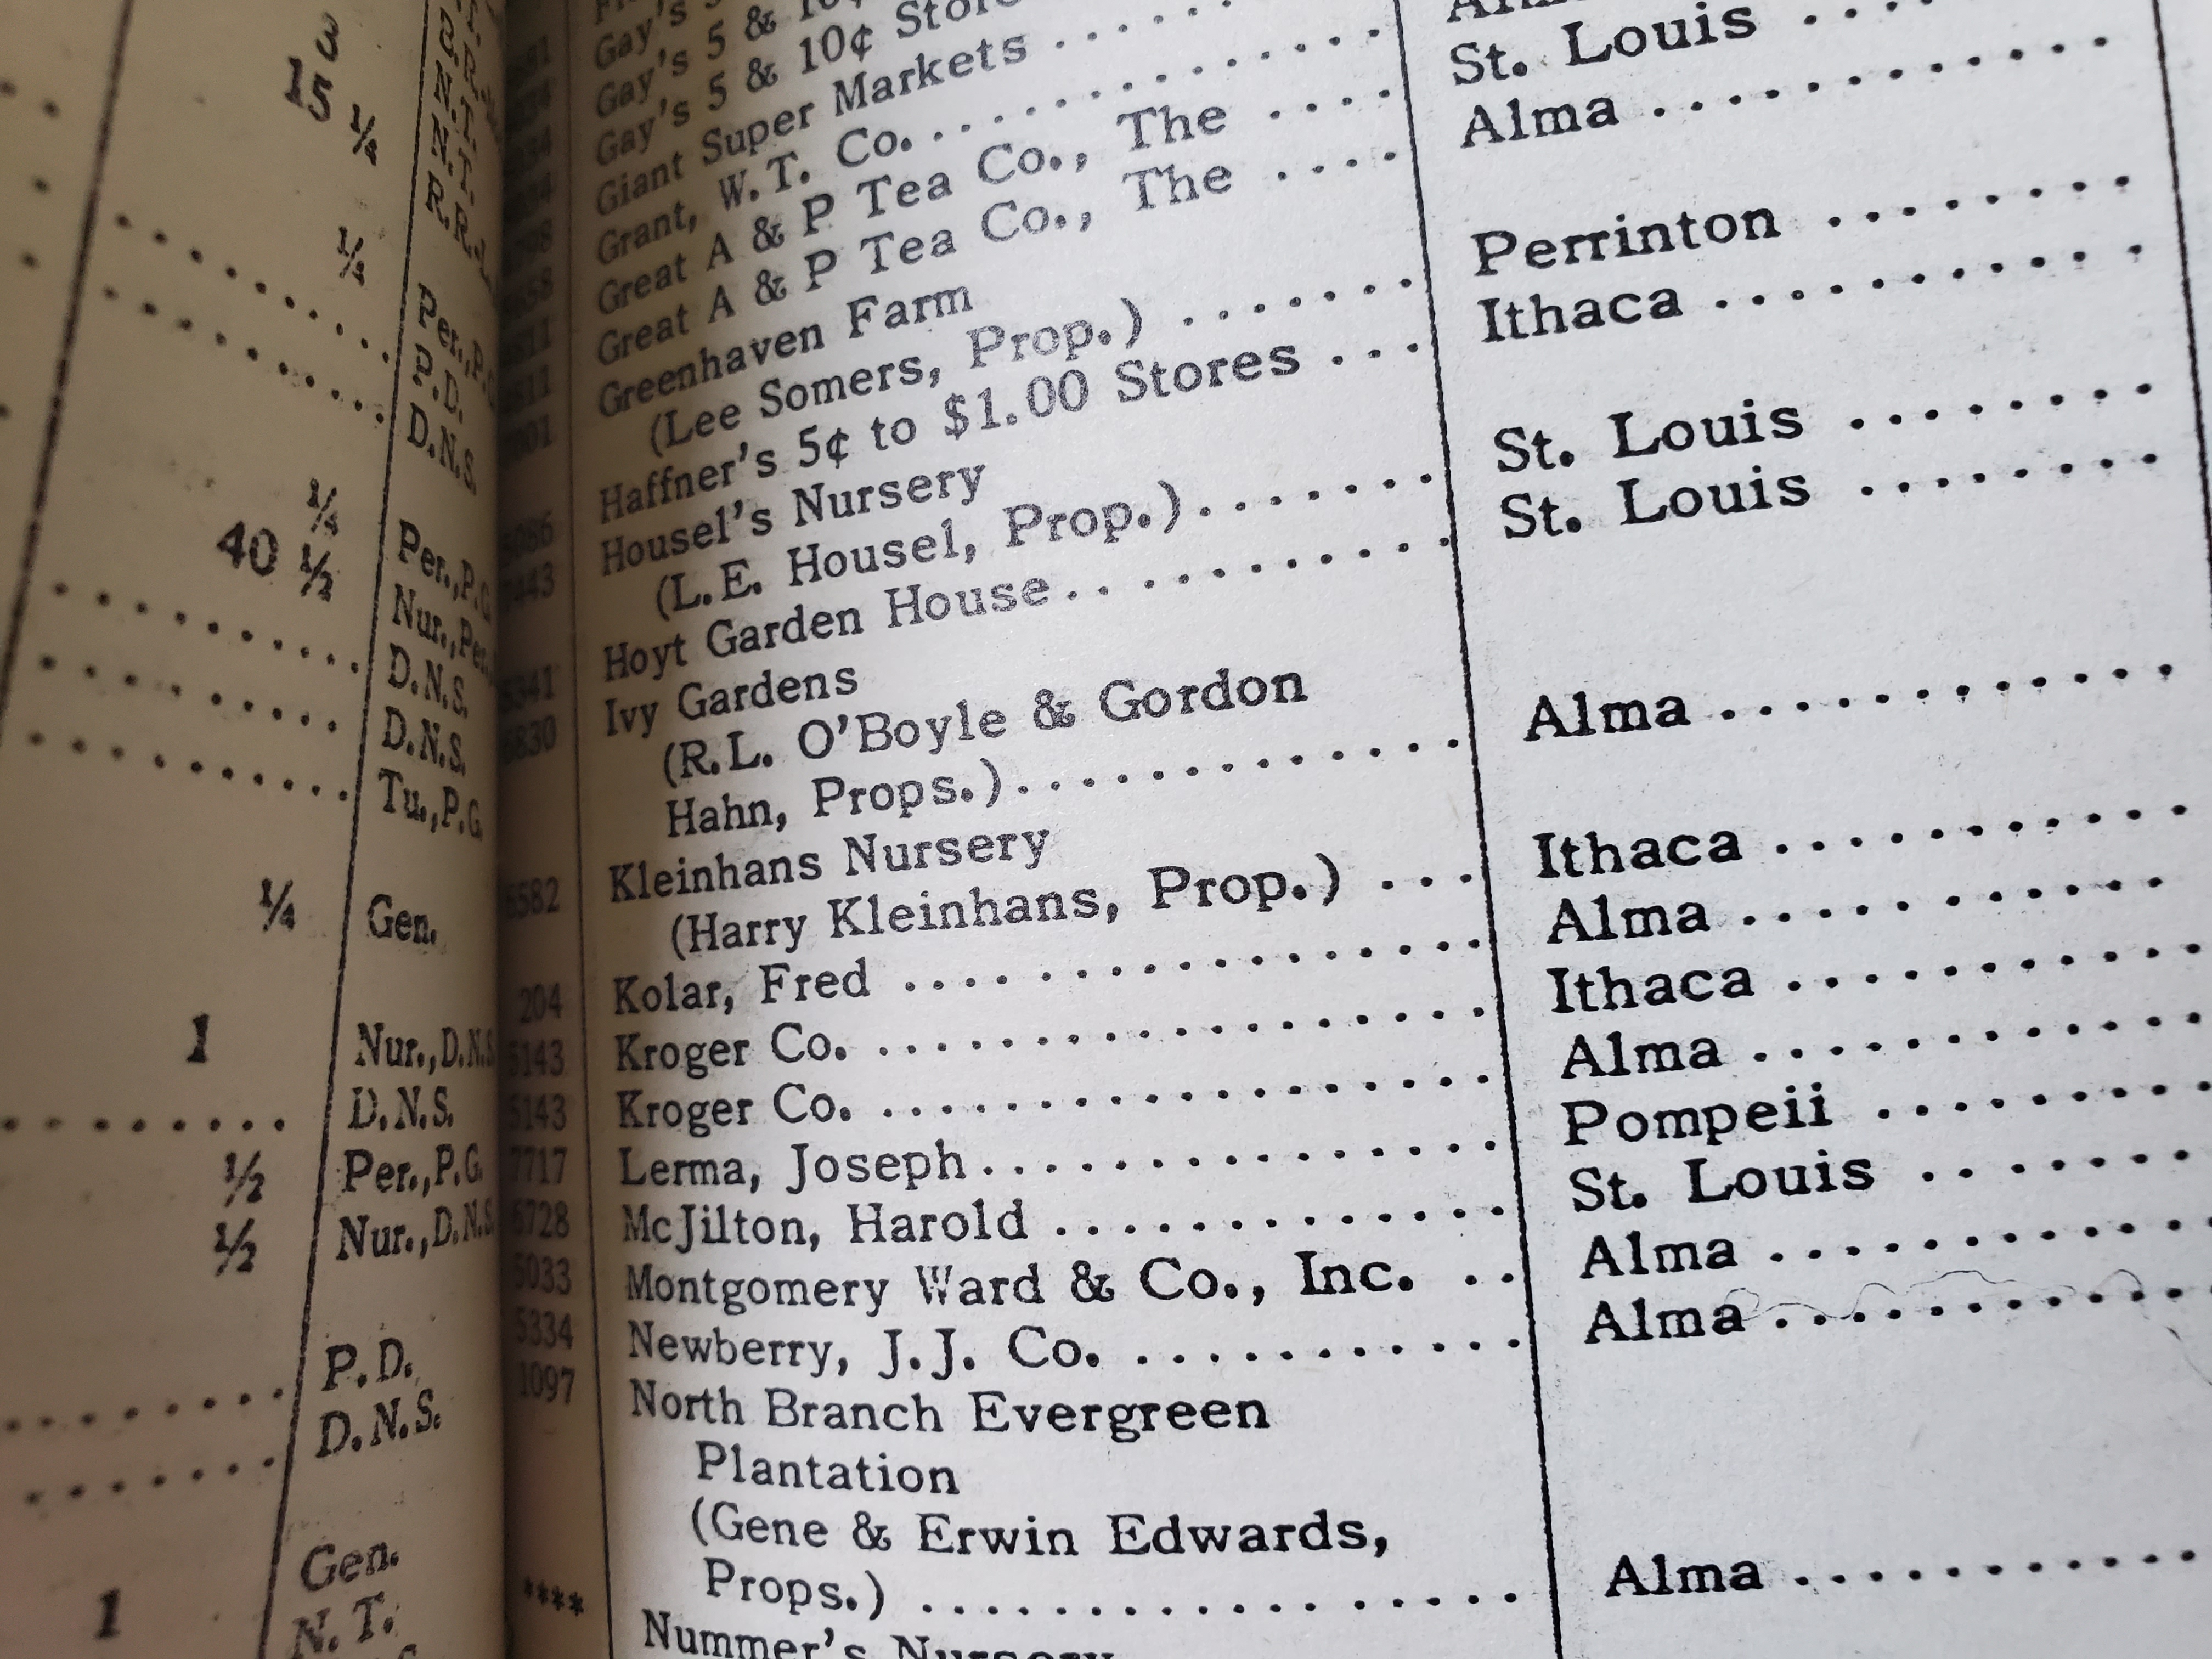 3
15 1/4
1/4
Per., P.G
P.D.
D.N.S.
1/4
40 1/2
Per., P.G
Nur., Per.
D.N.S.
D.N.S.
Tu., P.G.
1/4 Gen.
1 Nur., D.N.S.
D.N.S.
1/2 Per., P.G.
1/2 Nur., D.N.S.
P.D.
D.N.S.
Gen.
1 N.T.
Gay's 5 & 10¢
Gay's 5 & 10¢ Store
Giant Super Markets . . . . . . . St. Louis . . . .
Grant, W.T. Co. . . . . . . . . . . . . . Alma . . . . . . . . . . .
Great A & P Tea Co., The . . . .
Great A & P Tea Co., The . . . .
Greenhaven Farm
(Lee Somers, Prop.) . . . . . . . Perrinton . . . . . . . .
Haffner's 5¢ to $1.00 Stores . . . Ithaca . . . . . . . . . . .
Housel's Nursery
(L.E. Housel, Prop.) . . . . . . . St. Louis . . . . . . . .
Hoyt Garden House . . . . . . . . . . . St. Louis . . . . . . . .
Ivy Gardens
(R.L. O'Boyle & Gordon
Hahn, Props.) . . . . . . . . . . . . Alma . . . . . . . . . . . .
6582 Kleinhans Nursery
(Harry Kleinhans, Prop.) . . . Ithaca . . . . . . . . . . .
204 Kolar, Fred . . . . . . . . . . . . . . . . . Alma . . . . . . . . . . .
5143 Kroger Co. . . . . . . . . . . . . . . . . . . Ithaca . . . . . . . . . . .
5143 Kroger Co. . . . . . . . . . . . . . . . . . . Alma . . . . . . . . . . . .
7717 Lerma, Joseph . . . . . . . . . . . . . . . Pompeii . . . . . . . . .
6728 McJilton, Harold . . . . . . . . . . . . . St. Louis . . . . . . .
5033 Montgomery Ward & Co., Inc. . . Alma . . . . . . . . . . . .
5334 Newberry, J.J. Co. . . . . . . . . . . . Alma . . . . . . . . . . . .
1097 North Branch Evergreen
Plantation
(Gene & Erwin Edwards,
Props.) . . . . . . . . . . . . . . . . . Alma . . . . . . . . . . .
**** Nummer's Nursery